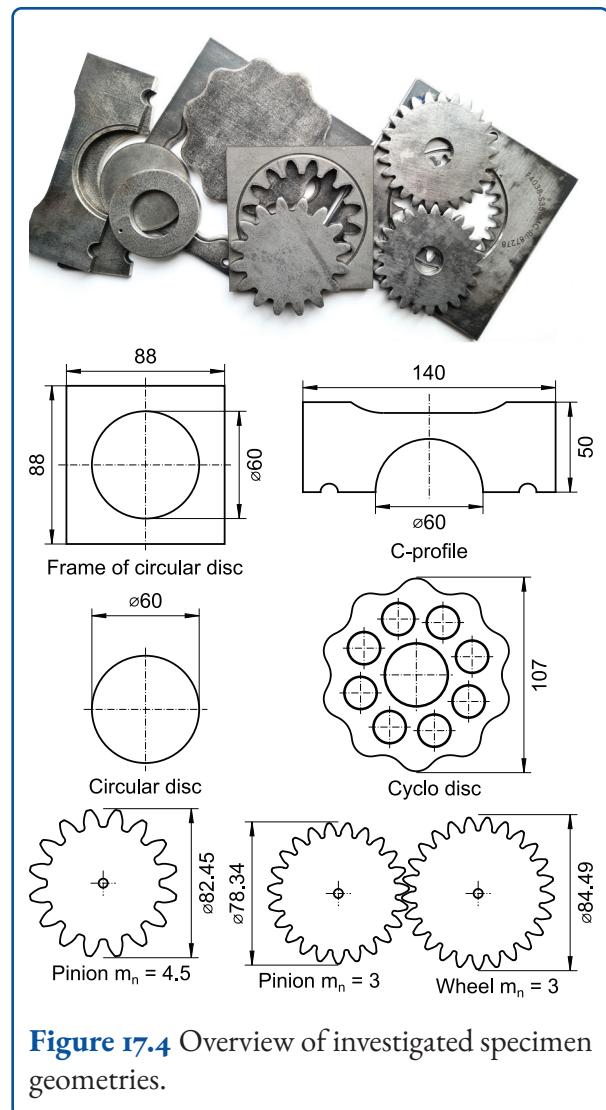 88
88
⌀60
Frame of circular disc
140
50
⌀60
C-profile
⌀60
Circular disc
107
Cyclo disc
⌀82.45
Pinion mn = 4.5
⌀78.34
Pinion mn = 3
⌀84.49
Wheel mn = 3
Figure 17.4 Overview of investigated specimen
geometries.